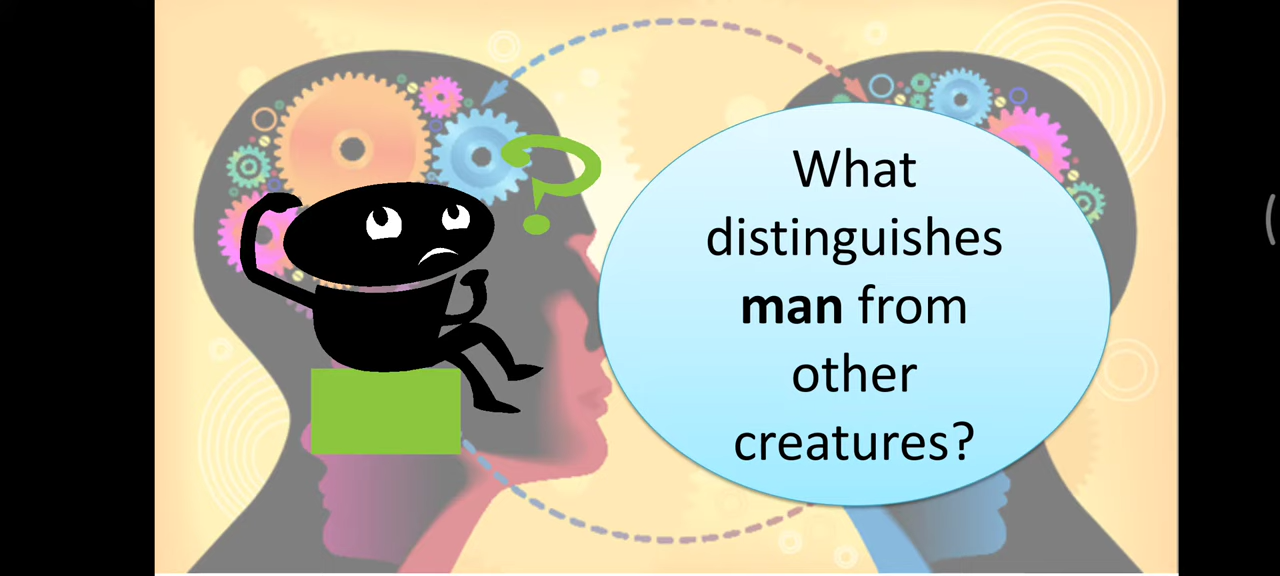 What
distinguishes
man from
other
creatures?